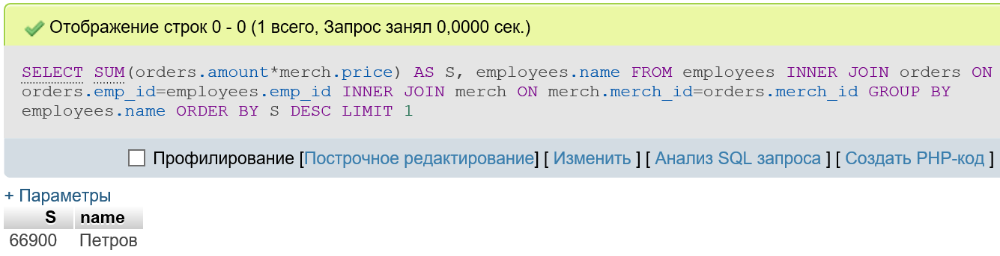 Отображение строк 0 - 0 (1 всего, Запрос занял 0,0000 сек.)
SELECT SUM(orders.amount*merch.price) AS S, employees.name FROM employees INNER JOIN orders ON
orders.emp_id=employees.emp_id INNER JOIN merch ON merch.merch_id=orders.merch_id GROUP BY
employees.name ORDER BY S DESC LIMIT 1
Профилирование [Построчное редактирование] [ Изменить ] [ Анализ SQL запроса ] [ Создать PHP-код ]
+ Параметры
S name
66900 Петров